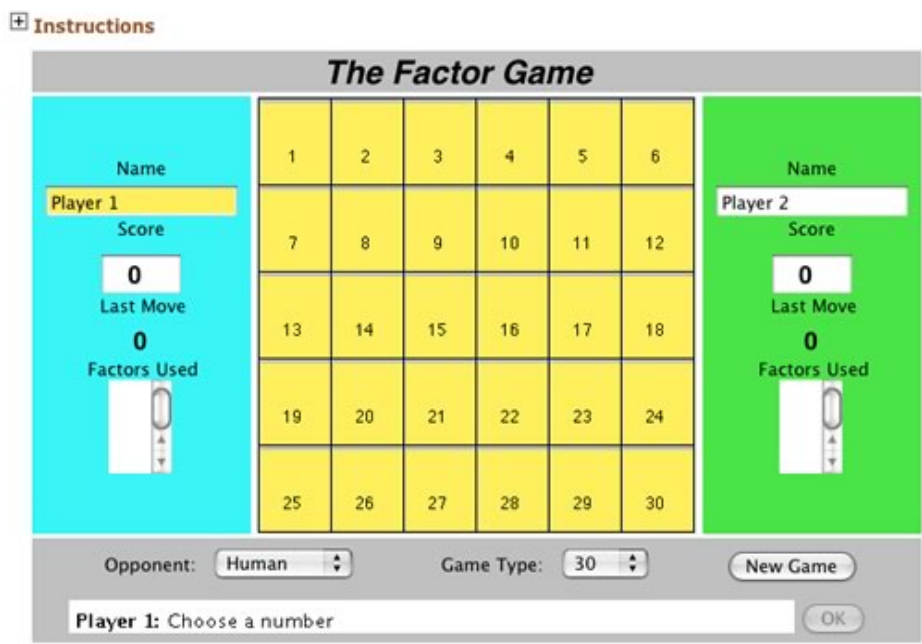 Instructions
The Factor Game
Name
Player 1
Score
0
Last Move
0
Factors Used
1 2 3 4 5 6
7 8 9 10 11 12
13 14 15 16 17 18
19 20 21 22 23 24
25 26 27 28 29 30
Name
Player 2
Score
0
Last Move
0
Factors Used
Opponent: Human Game Type: 30 New Game
Player 1: Choose a number OK